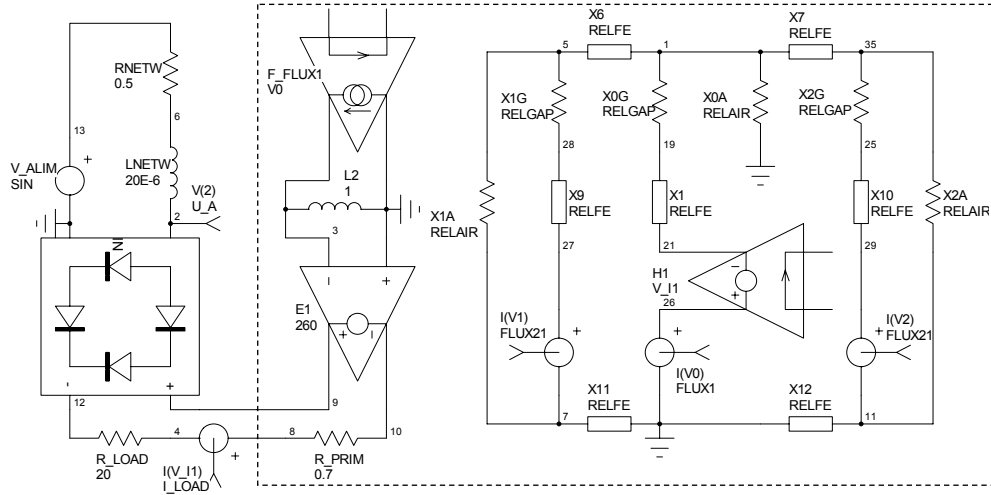 X6
RELFE
X7
RELFE
5
1
35
RNETW
0.5
F_FLUX1
V0
X1G
RELGAP
X0G
RELGAP
X0A
RELAIR
X2G
RELGAP
6
13
28
19
25
V_ALIM
SIN
+
LNETW
20E-6
V(2)
U_A
2
L2
1
3
X1A
RELAIR
X9
RELFE
X1
RELFE
X10
RELFE
X2A
RELAIR
IN
27
21
29
- +
E1
260
+ -
H1
V_I1
-
+
26
I(V1)
FLUX21
+
+
I(V0)
FLUX1
+
I(V2)
FLUX21
- +
12
9
X11
RELFE
X12
RELFE
7
11
4
8
10
R_LOAD
20
I(V_I1)
I_LOAD
+
R_PRIM
0.7